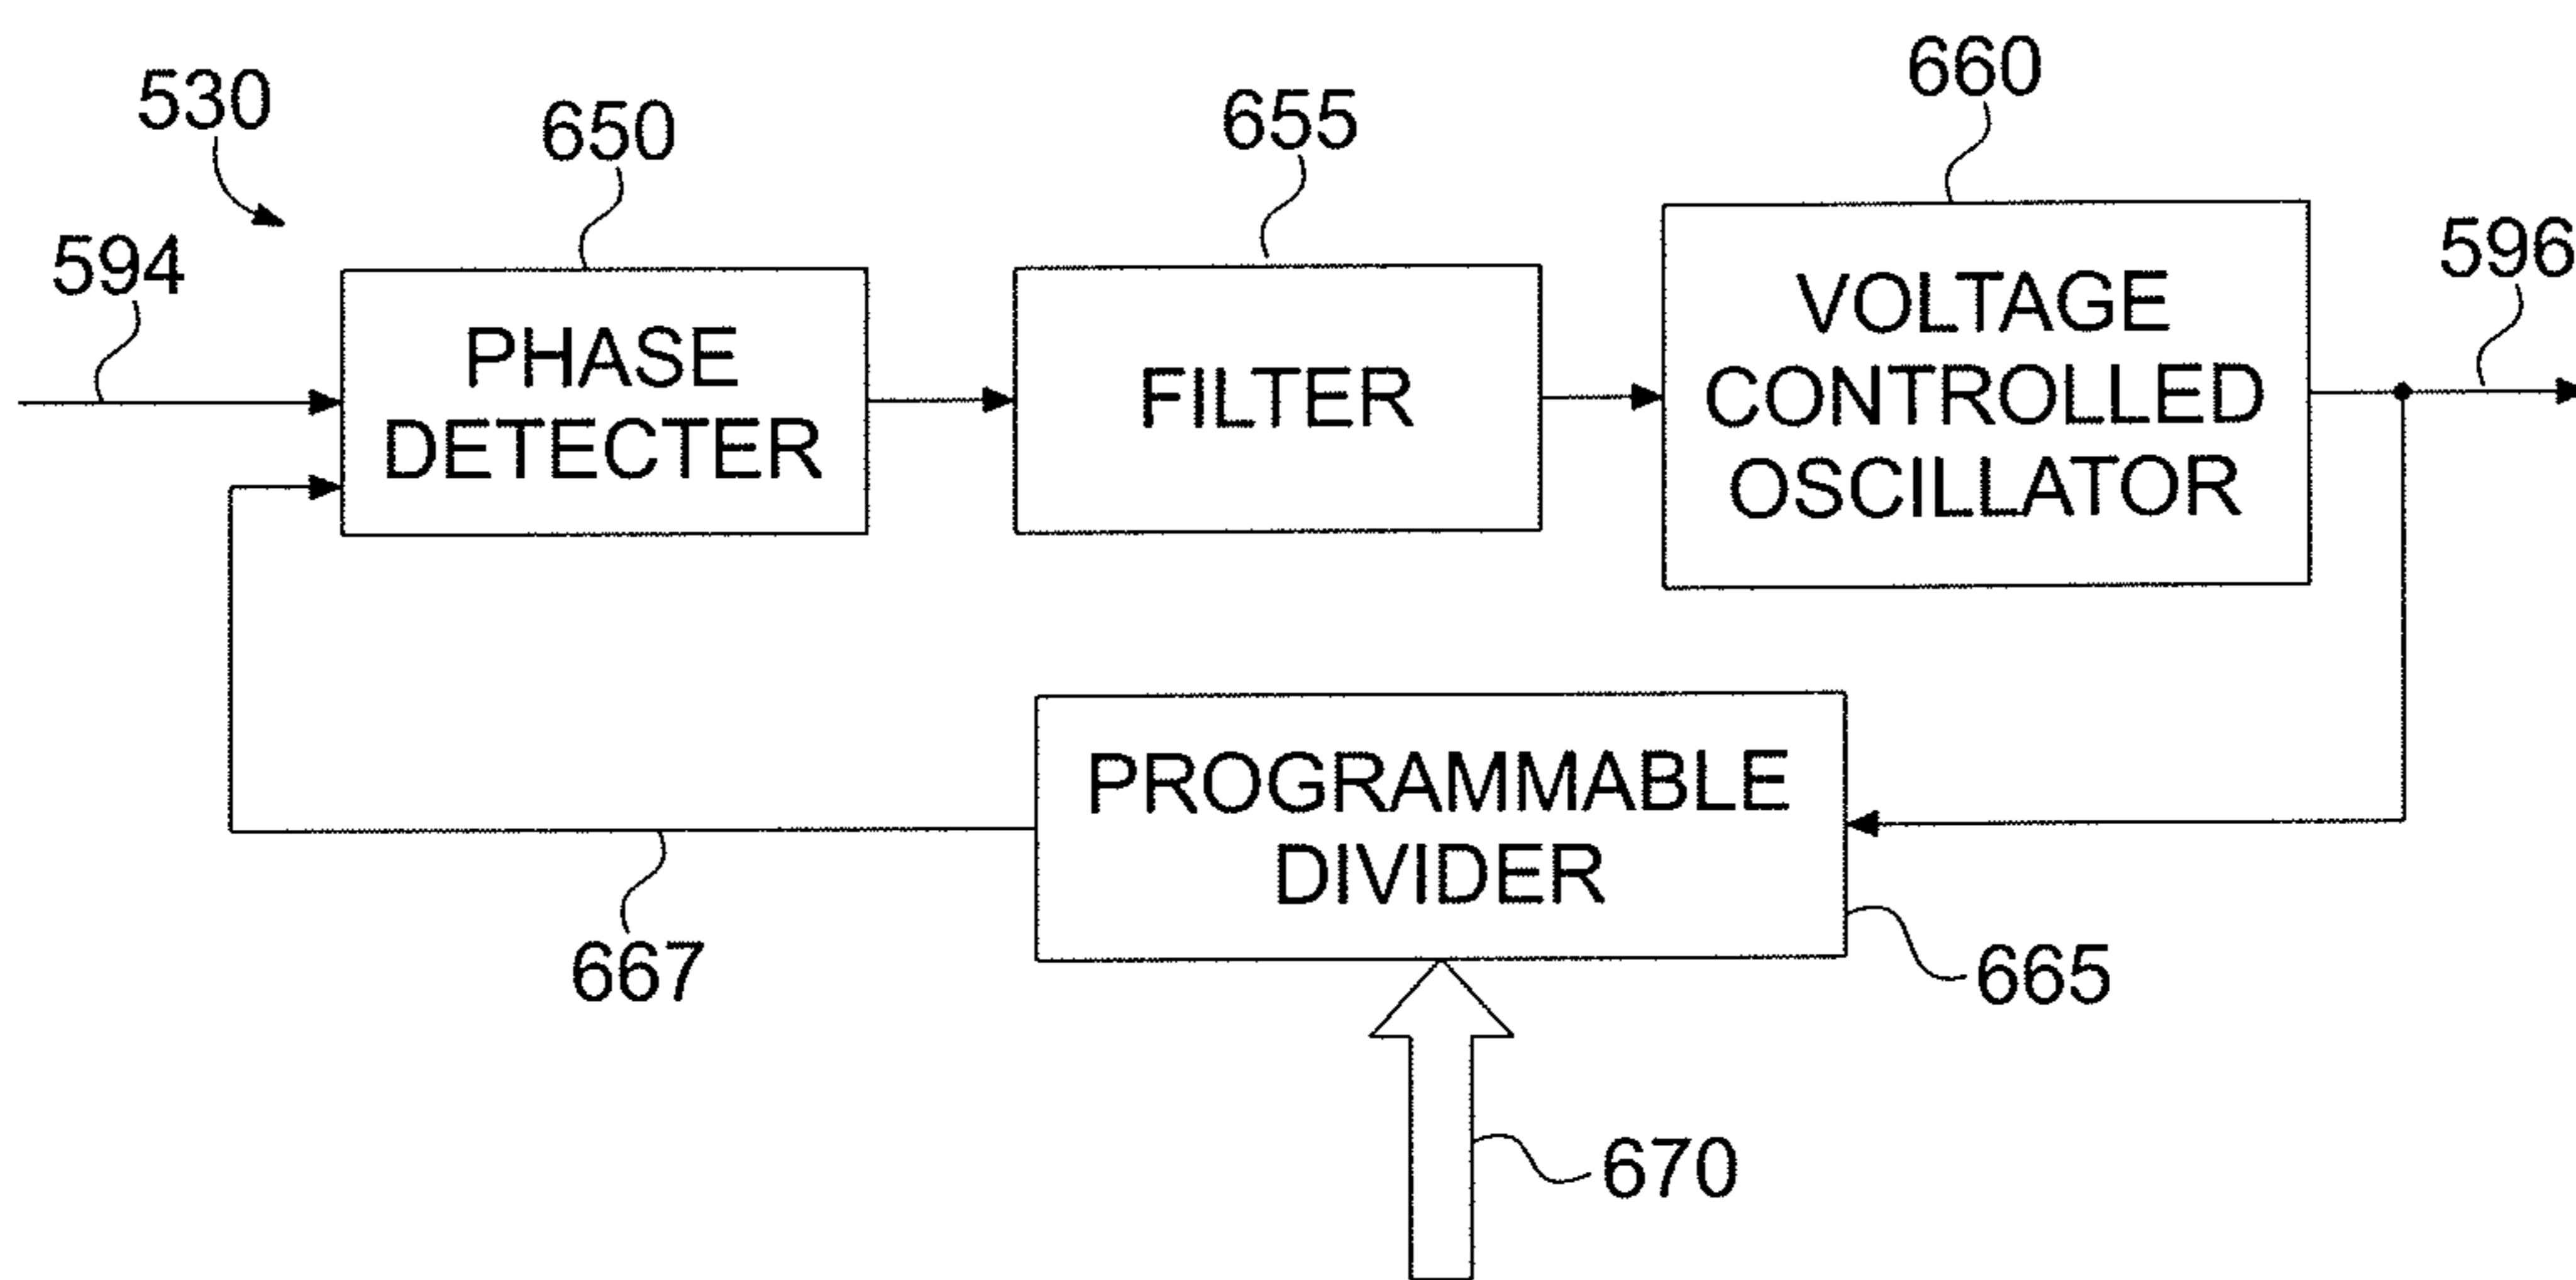 530
650
655
660
594
596
PHASE
DETECTER
FILTER
VOLTAGE
CONTROLLED
OSCILLATOR
PROGRAMMABLE
DIVIDER
667
665
670